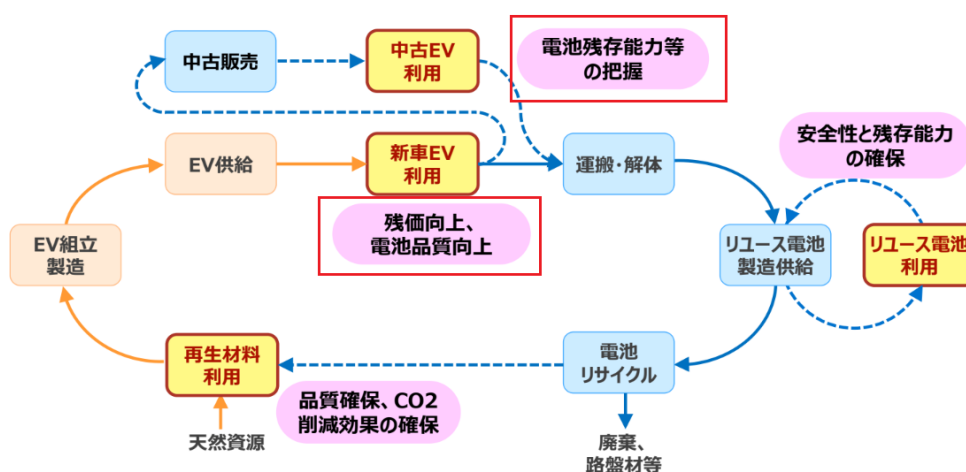 中古販売
中古EV
利用
電池残存能力等
の把握
EV供給
新車EV
利用
運搬・解体
安全性と残存能力
の確保
残価向上、
電池品質向上
EV組立
製造
リユース電池
製造供給
リユース電池
利用
再生材料
利用
電池
リサイクル
品質確保、CO2
削減効果の確保
天然資源
廃棄、
路盤材等